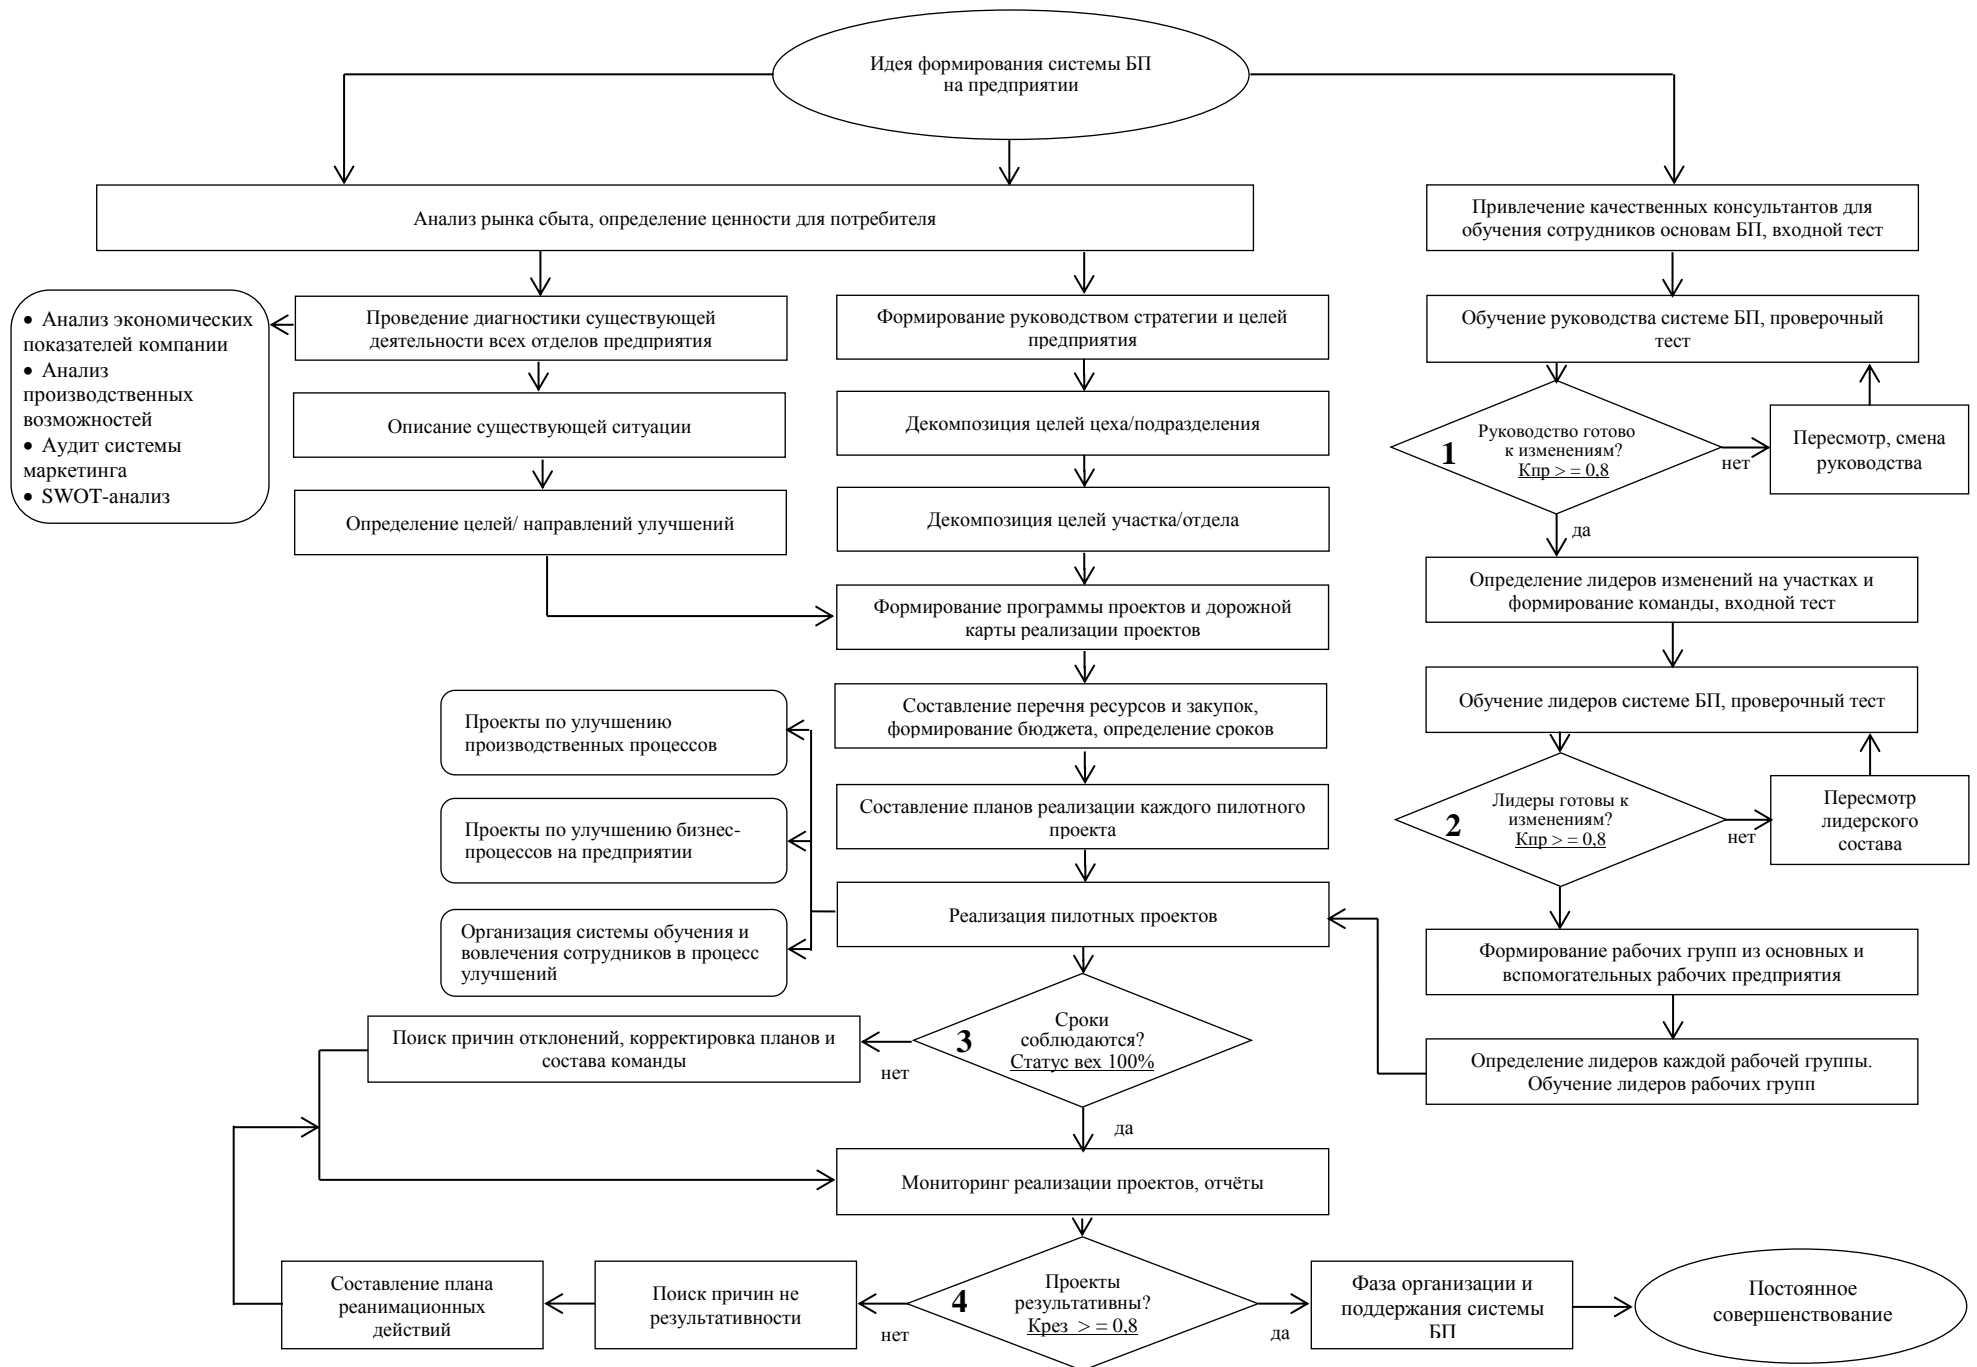 Идея формирования системы БП
на предприятии
Анализ рынка сбыта, определение ценности для потребителя
Привлечение качественных консультантов для
обучения сотрудников основам БП, входной тест
• Анализ экономических
показателей компании
• Анализ
производственных
возможностей
• Аудит системы
маркетинга
• SWOT-анализ
Проведение диагностики существующей
деятельности всех отделов предприятия
Формирование руководством стратегии и целей
предприятия
Обучение руководства системе БП, проверочный
тест
Описание существующей ситуации
Декомпозиция целей цеха/подразделения
1
Руководство готово
к изменениям?
Кпр > = 0,8
нет
Пересмотр, смена
руководства
да
Определение целей/ направлений улучшений
Декомпозиция целей участка/отдела
Определение лидеров изменений на участках и
формирование команды, входной тест
Формирование программы проектов и дорожной
карты реализации проектов
Обучение лидеров системе БП, проверочный тест
Проекты по улучшению
производственных процессов
Составление перечня ресурсов и закупок,
формирование бюджета, определение сроков
2
Лидеры готовы к
изменениям?
Кпр > = 0,8
нет
Пересмотр
лидерского
состава
Проекты по улучшению бизнес-
процессов на предприятии
Составление планов реализации каждого пилотного
проекта
Организация системы обучения и
вовлечения сотрудников в процесс
улучшений
Реализация пилотных проектов
Формирование рабочих групп из основных и
вспомогательных рабочих предприятия
Поиск причин отклонений, корректировка планов и
состава команды
нет
3
Сроки
соблюдаются?
Статус вех 100%
да
Определение лидеров каждой рабочей группы.
Обучение лидеров рабочих групп
Мониторинг реализации проектов, отчёты
Составление плана
реанимационных
действий
Поиск причин не
результативности
нет
4
Проекты
результативны?
Крез > = 0,8
да
Фаза организации и
поддержания системы
БП
Постоянное
совершенствование